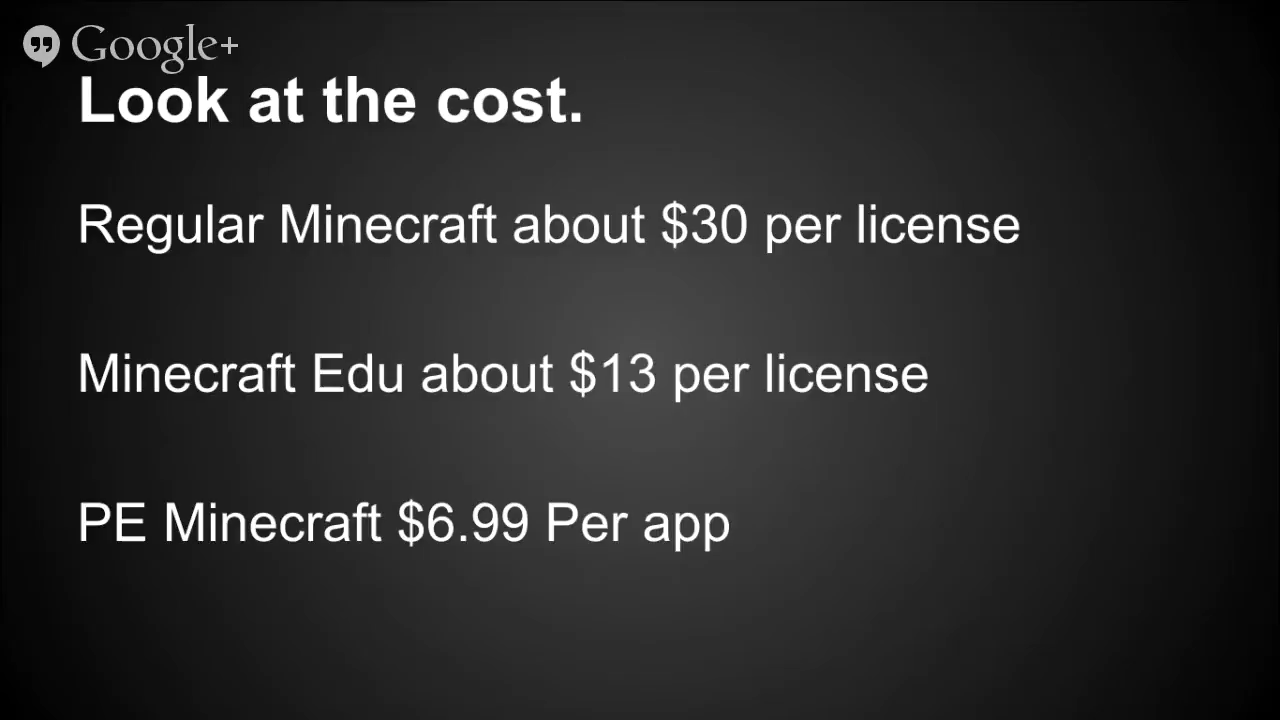 Google+
Look at the cost.
Regular Minecraft about $30 per license
Minecraft Edu about $13 per license
PE Minecraft $6.99 Per app